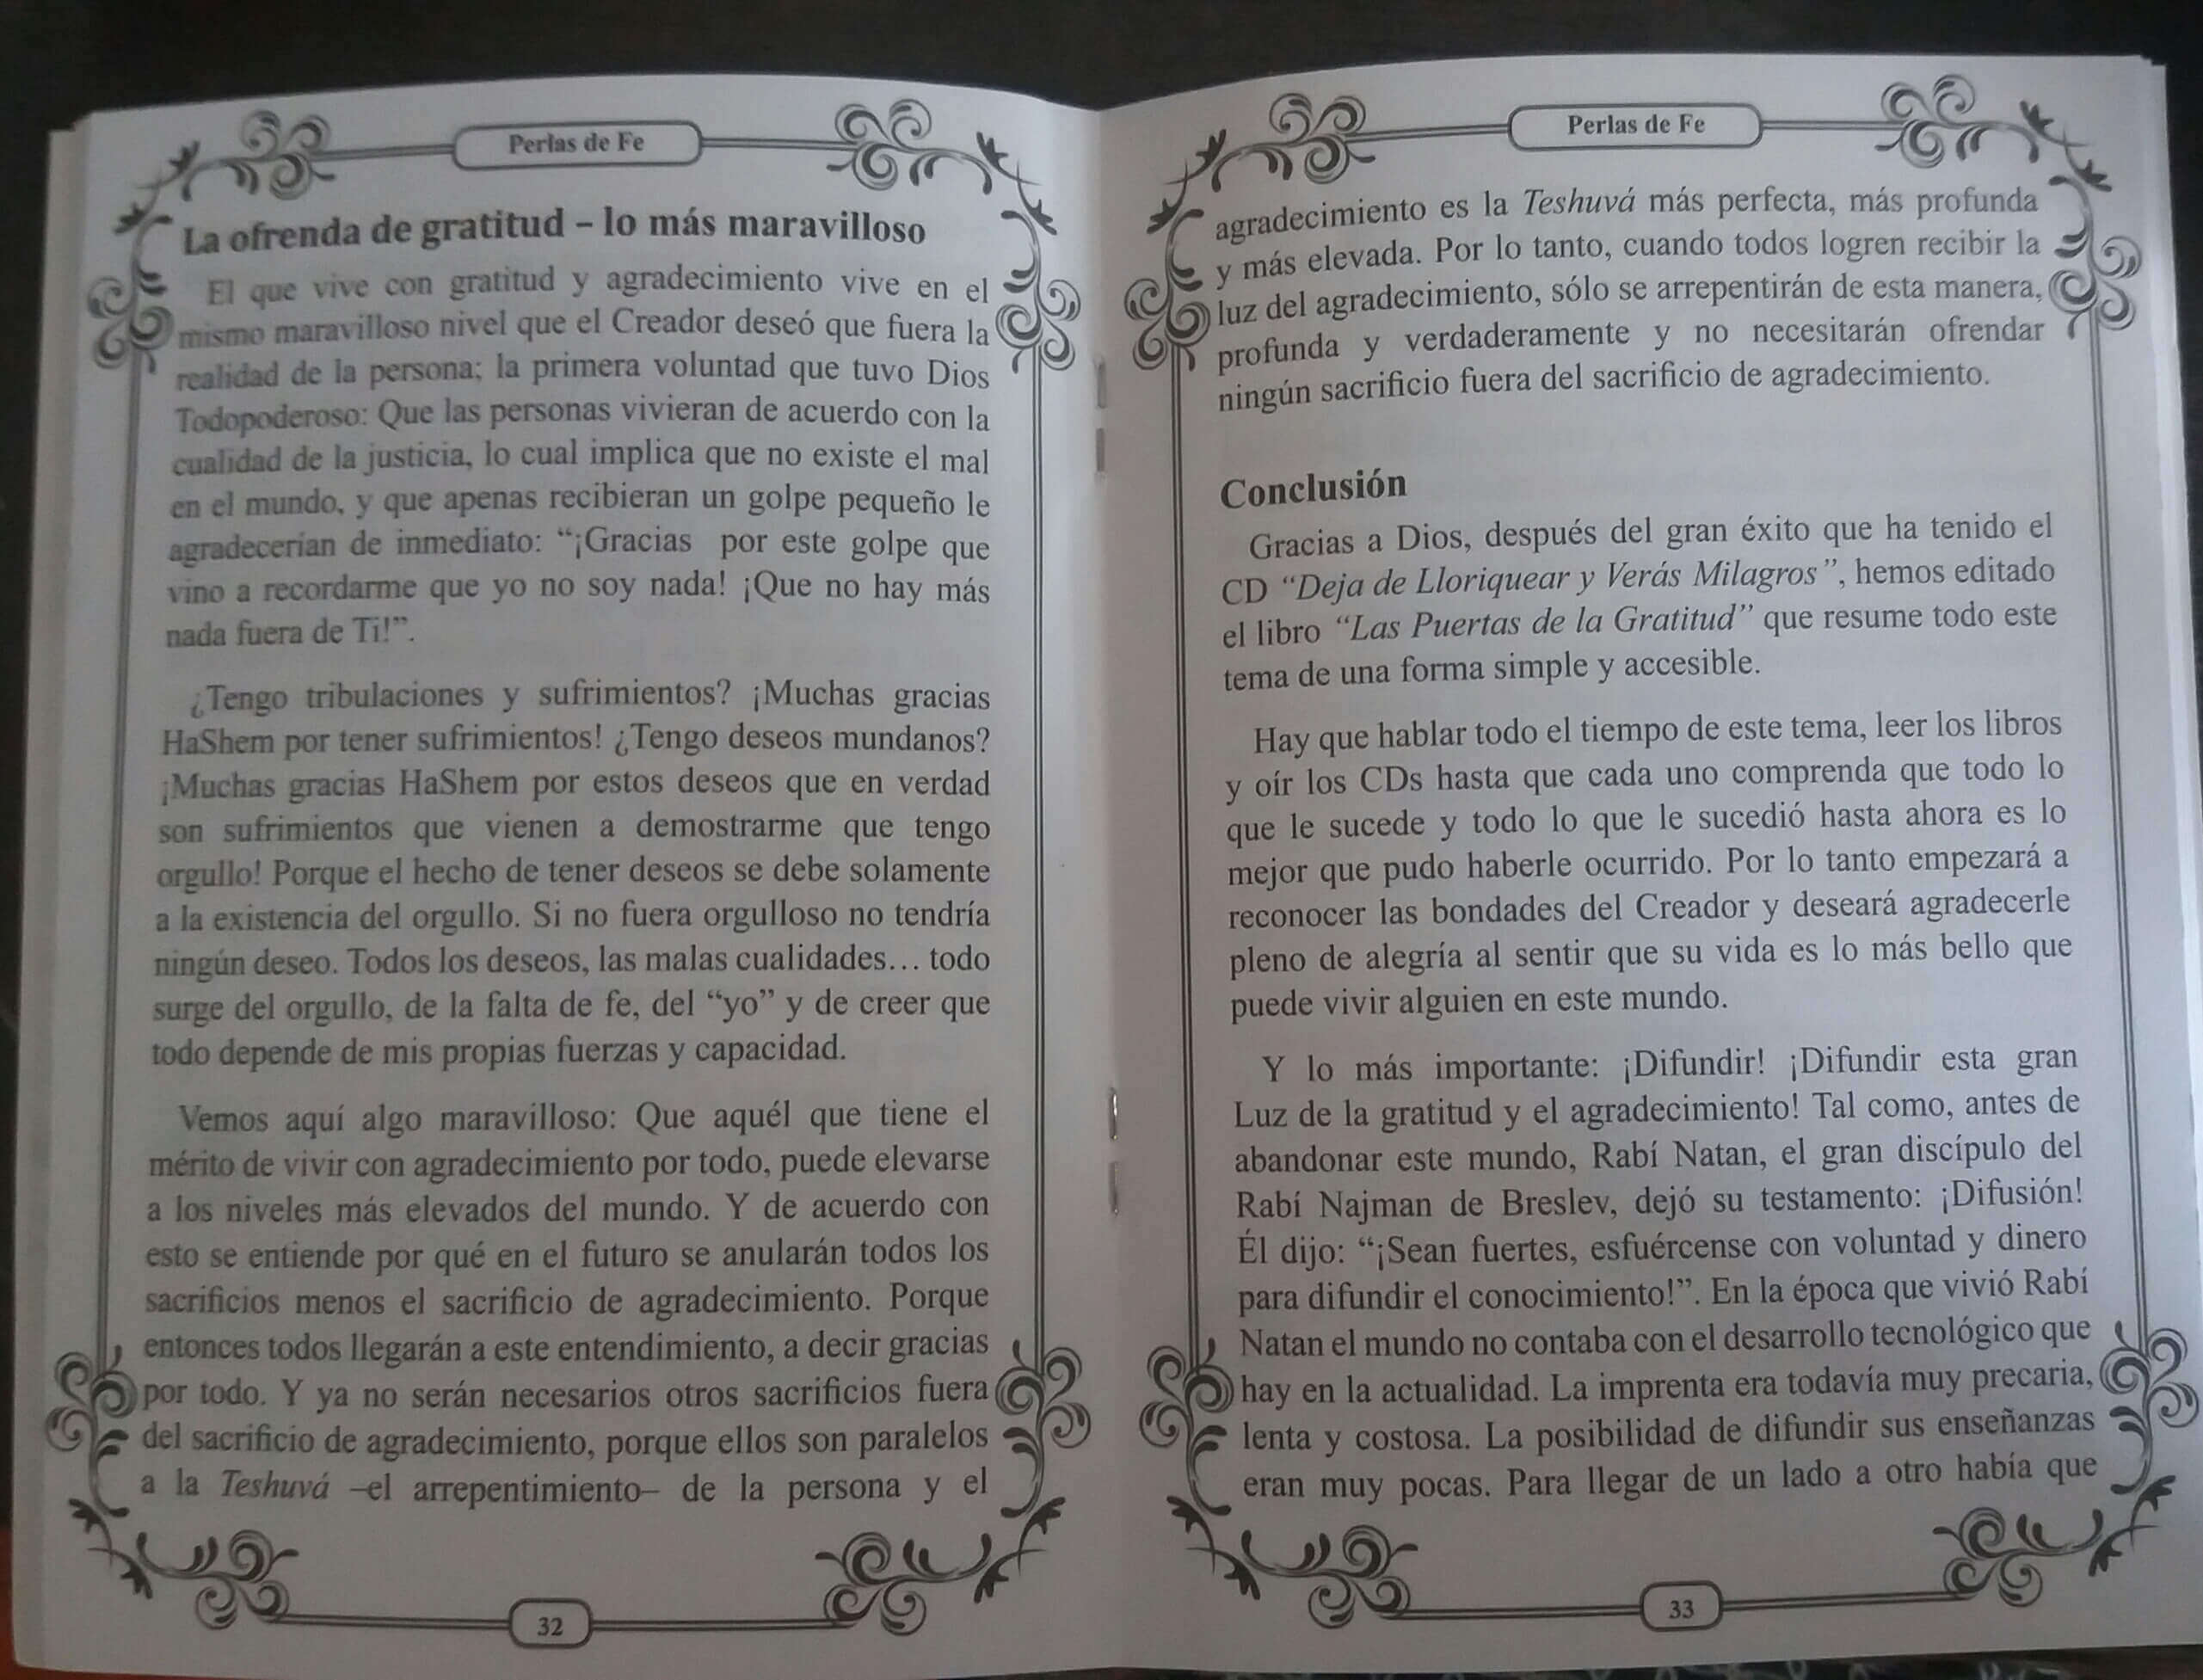 Perlas de Fe
La ofrenda de gratitud – lo más maravilloso
El que vive con gratitud y agradecimiento vive en el
mismo maravilloso nivel que el Creador deseó que fuera la
realidad de la persona; la primera voluntad que tuvo Dios
Todopoderoso: Que las personas vivieran de acuerdo con la
cualidad de la justicia, lo cual implica que no existe el mal
en el mundo, y que apenas recibieran un golpe pequeño le
agradecerían de inmediato: “¡Gracias por este golpe que
vino a recordarme que yo no soy nada! ¡Que no hay más
nada fuera de Ti!”.
¿Tengo tribulaciones y sufrimientos? ¡Muchas gracias
HaShem por tener sufrimientos! ¿Tengo deseos mundanos?
¡Muchas gracias HaShem por estos deseos que en verdad
son sufrimientos que vienen a demostrarme que tengo
orgullo! Porque el hecho de tener deseos se debe solamente
a la existencia del orgullo. Si no fuera orgulloso no tendría
ningún deseo. Todos los deseos, las malas cualidades… todo
surge del orgullo, de la falta de fe, del “yo” y de creer que
todo depende de mis propias fuerzas y capacidad.
Vemos aquí algo maravilloso: Que aquél que tiene el
mérito de vivir con agradecimiento por todo, puede elevarse
a los niveles más elevados del mundo. Y de acuerdo con
esto se entiende por qué en el futuro se anularán todos los
sacrificios menos el sacrificio de agradecimiento. Porque
entonces todos llegarán a este entendimiento, a decir gracias
por todo. Y ya no serán necesarios otros sacrificios fuera
del sacrificio de agradecimiento, porque ellos son paralelos
a la Teshuvá –el arrepentimiento– de la persona y el
32
Perlas de Fe
agradecimiento es la Teshuvá más perfecta, más profunda
y más elevada. Por lo tanto, cuando todos logren recibir la
luz del agradecimiento, sólo se arrepentirán de esta manera,
profunda y verdaderamente y no necesitarán ofrendar
ningún sacrificio fuera del sacrificio de agradecimiento.
Conclusión
Gracias a Dios, después del gran éxito que ha tenido el
CD “Deja de Lloriquear y Verás Milagros”, hemos editado
el libro “Las Puertas de la Gratitud” que resume todo este
tema de una forma simple y accesible.
Hay que hablar todo el tiempo de este tema, leer los libros
y oír los CDs hasta que cada uno comprenda que todo lo
que le sucede y todo lo que le sucedió hasta ahora es lo
mejor que pudo haberle ocurrido. Por lo tanto empezará a
reconocer las bondades del Creador y deseará agradecerle
pleno de alegría al sentir que su vida es lo más bello que
puede vivir alguien en este mundo.
Y lo más importante: ¡Difundir! ¡Difundir esta gran
Luz de la gratitud y el agradecimiento! Tal como, antes de
abandonar este mundo, Rabí Natan, el gran discípulo del
Rabí Najman de Breslev, dejó su testamento: ¡Difusión!
Él dijo: “¡Sean fuertes, esfuércense con voluntad y dinero
para difundir el conocimiento!”. En la época que vivió Rabí
Natan el mundo no contaba con el desarrollo tecnológico que
hay en la actualidad. La imprenta era todavía muy precaria,
lenta y costosa. La posibilidad de difundir sus enseñanzas
eran muy pocas. Para llegar de un lado a otro había que
33